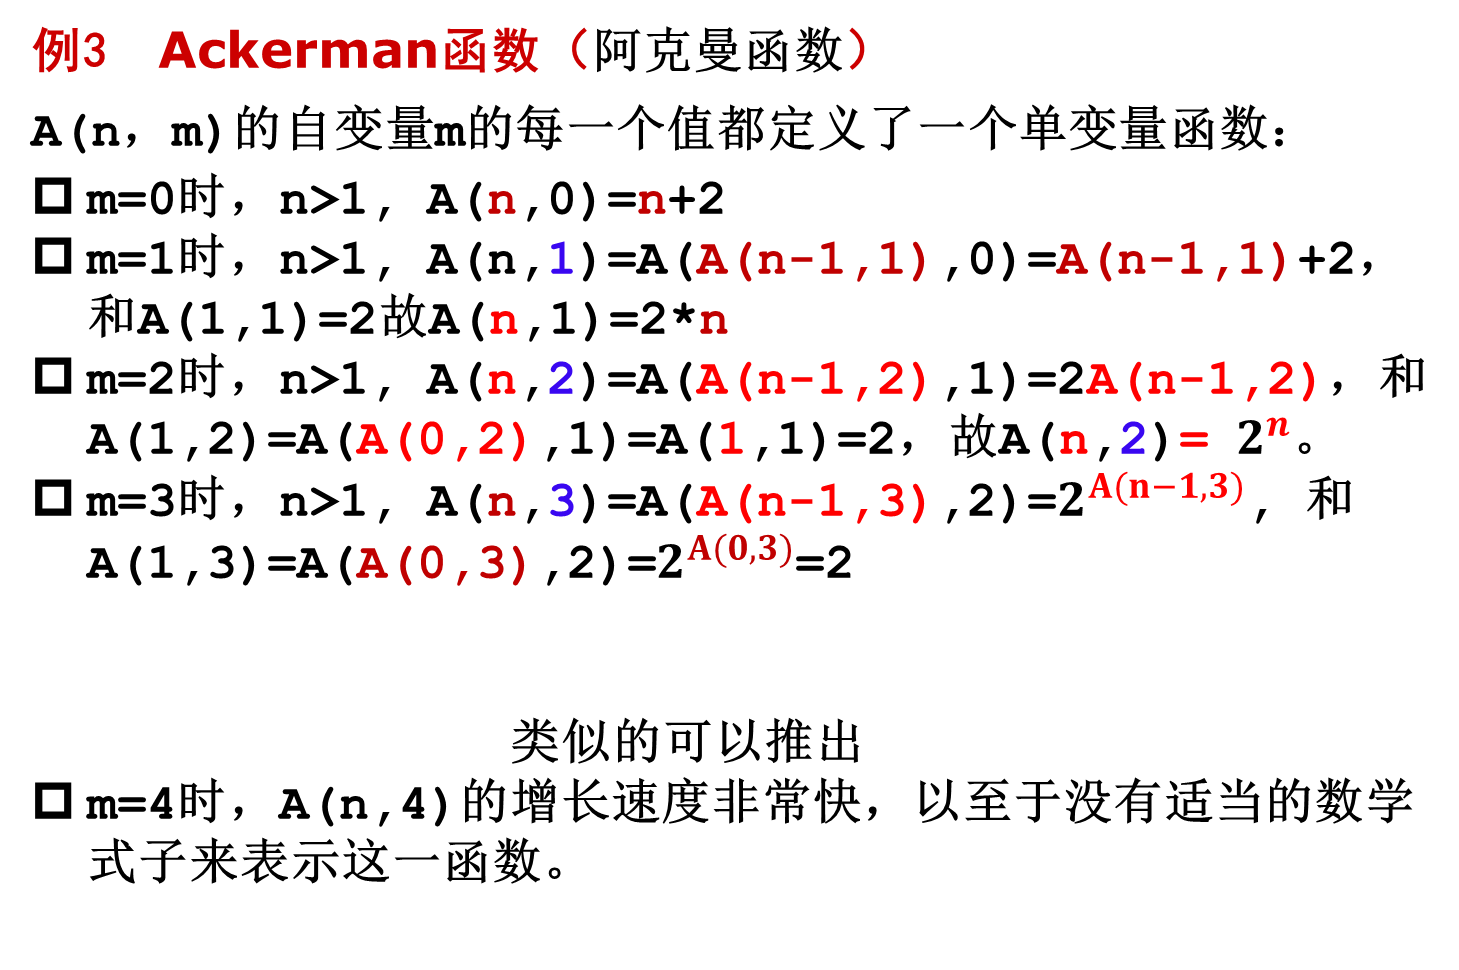 例3 Ackerman函数（阿克曼函数）
A(n，m)的自变量m的每一个值都定义了一个单变量函数：
m=0时，n>1, A(n,0)=n+2
m=1时，n>1, A(n,1)=A(A(n-1,1),0)=A(n-1,1)+2，
和A(1,1)=2故A(n,1)=2*n
m=2时，n>1, A(n,2)=A(A(n-1,2),1)=2A(n-1,2)，和
A(1,2)=A(A(0,2),1)=A(1,1)=2，故A(n,2)= 2ⁿ。
m=3时，n>1, A(n,3)=A(A(n-1,3),2)=2^A(n−1,3), 和
A(1,3)=A(A(0,3),2)=2^A(0,3)=2
类似的可以推出
m=4时，A(n,4)的增长速度非常快，以至于没有适当的数学
式子来表示这一函数。